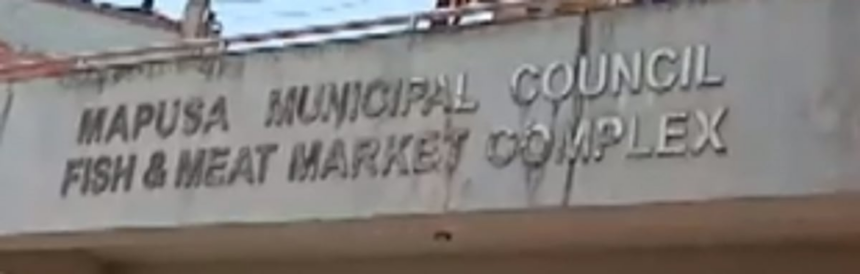 MAPUSA MUNICIPAL COUNCIL
FISH & MEAT MARKET COMPLEX